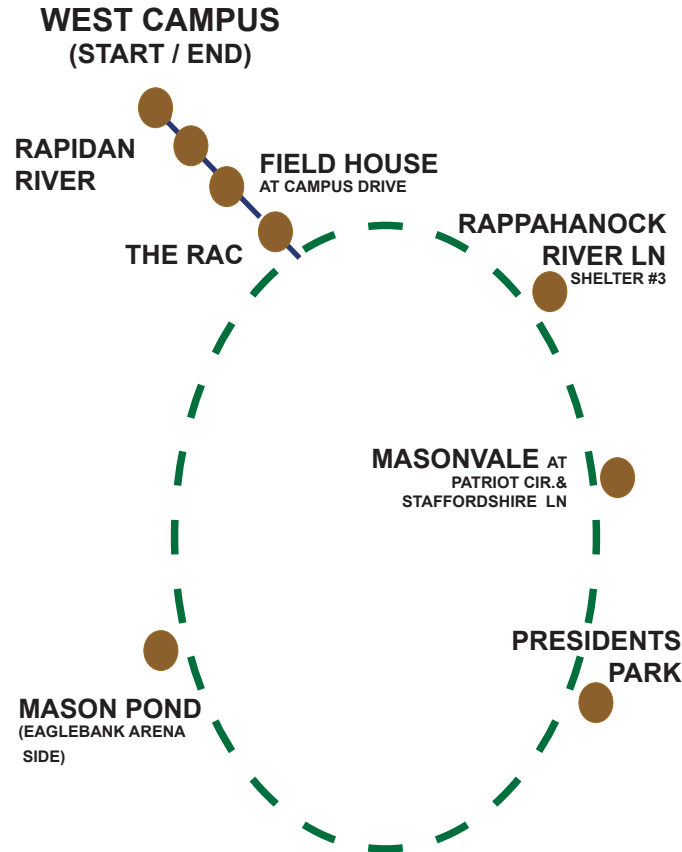 WEST CAMPUS
(START / END)
RAPIDAN
RIVER
FIELD HOUSE
AT CAMPUS DRIVE
THE RAC
RAPPAHANOCK
RIVER LN
SHELTER #3
MASONVALE AT
PATRIOT CIR.&
STAFFORDSHIRE LN
PRESIDENTS
PARK
MASON POND
(EAGLEBANK ARENA
SIDE)